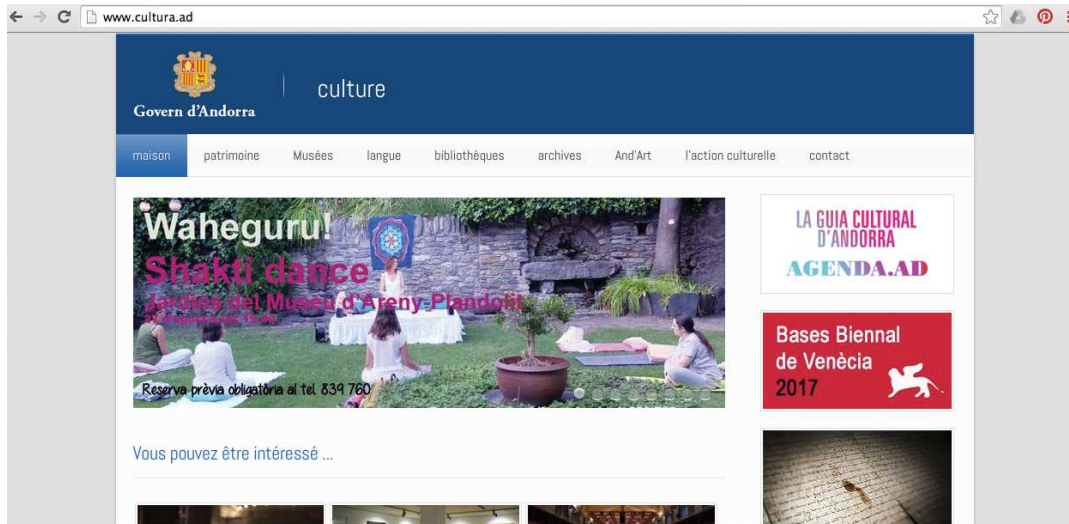 www.cultura.ad
Govern d'Andorra
culture
maison patrimoine Musées langue bibliothèques archives And'Art l'action culturelle contact
Waheguru!
Shakti dance
Jardins del Museu d'Areny-Plandolit
Reserva prèvia obligatòria al tel. 839 760
LA GUIA CULTURAL
D'ANDORRA
AGENDA.AD
Bases Biennal
de Venècia
2017
Vous pouvez être intéressé ...